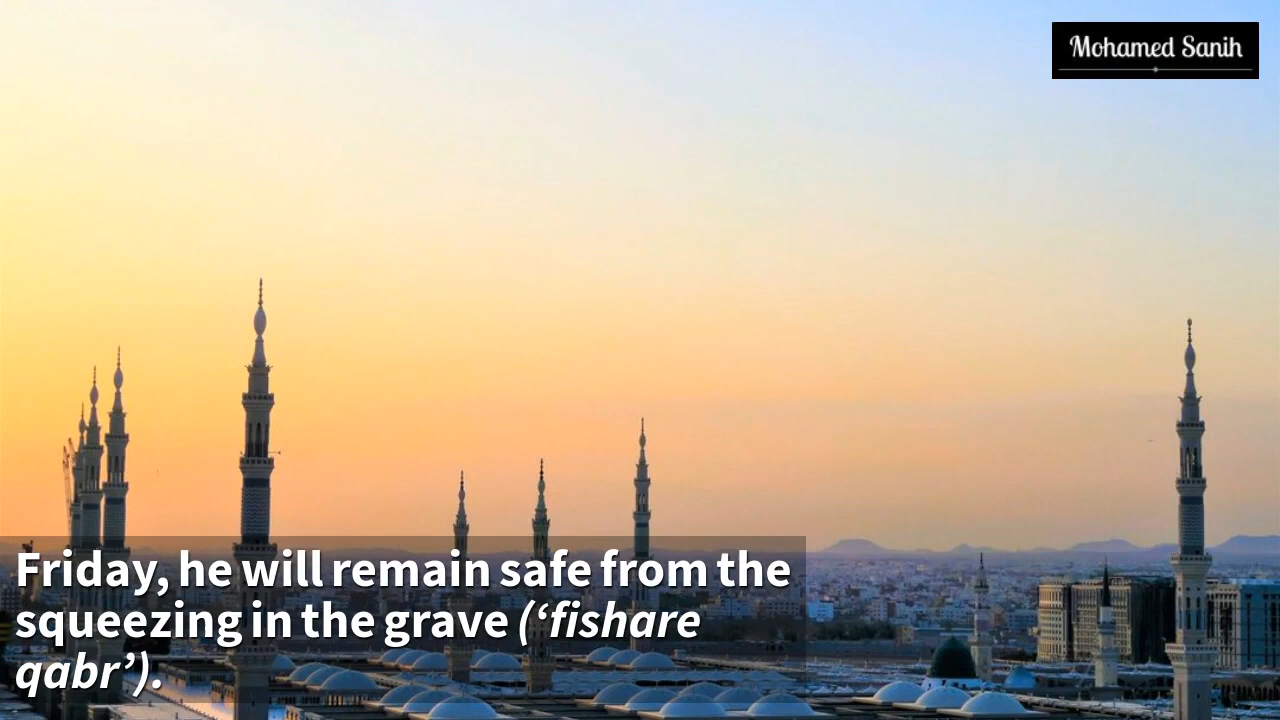 Mohamed Sanih
Friday, he will remain safe from the
squeezing in the grave (‘fishare
qabr’).